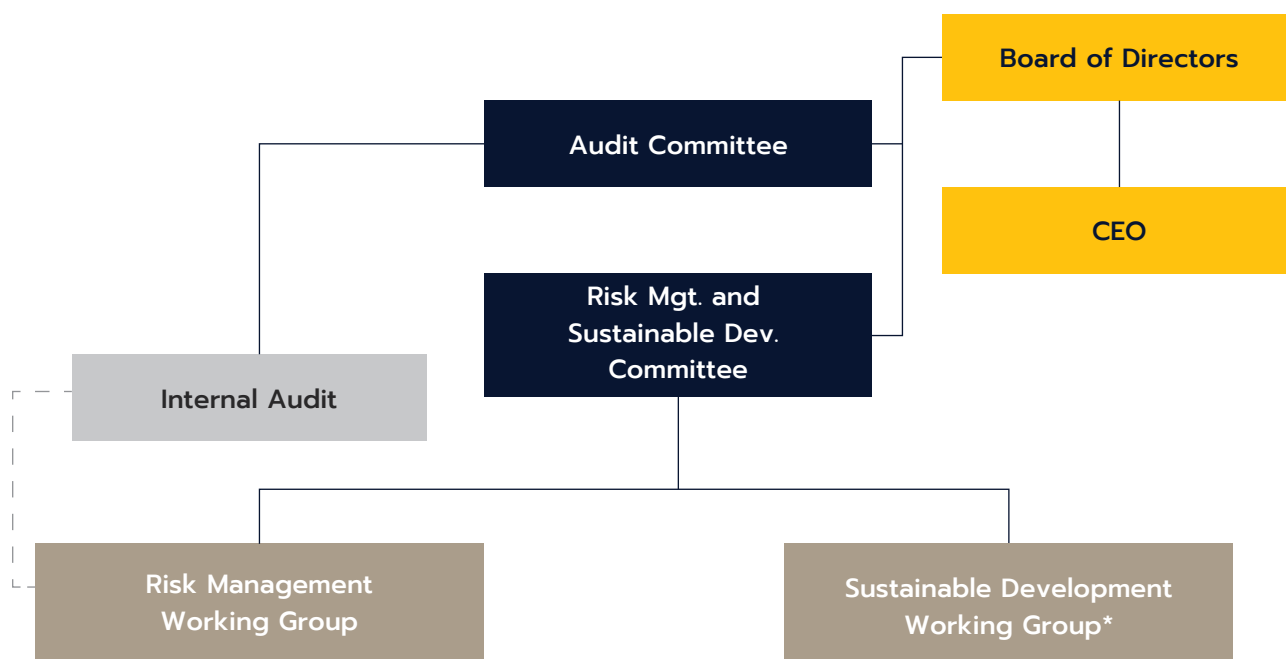 Board of Directors
Audit Committee
CEO
Risk Mgt. and
Sustainable Dev.
Committee
Internal Audit
Risk Management
Working Group
Sustainable Development
Working Group*